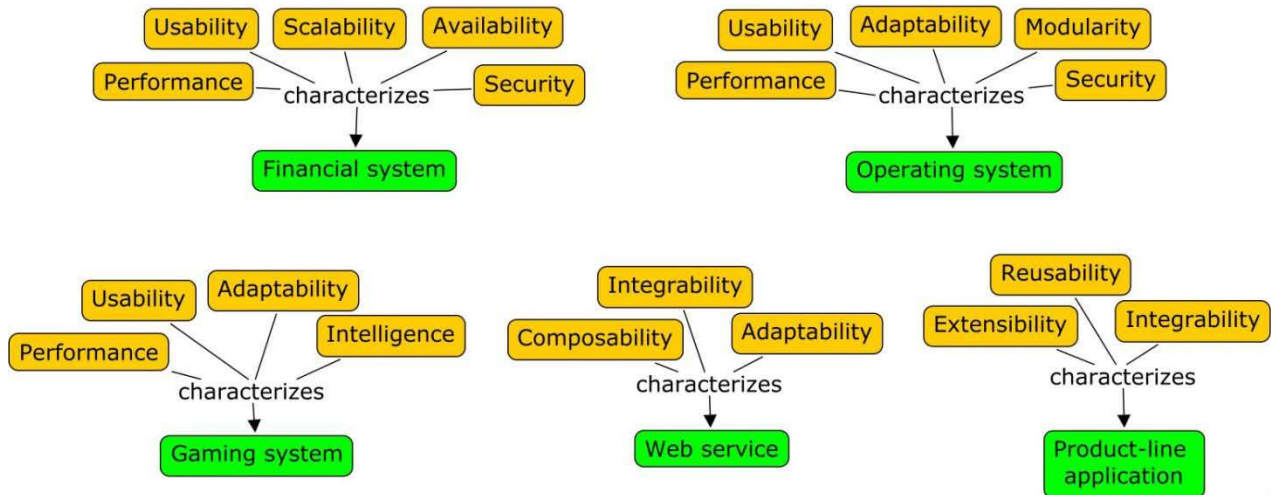 Usability
Scalability
Availability
Performance
Security
characterizes
Financial system
Usability
Adaptability
Modularity
Performance
Security
characterizes
Operating system
Usability
Adaptability
Performance
Intelligence
characterizes
Gaming system
Integrability
Composability
Adaptability
characterizes
Web service
Reusability
Extensibility
Integrability
characterizes
Product-line
application